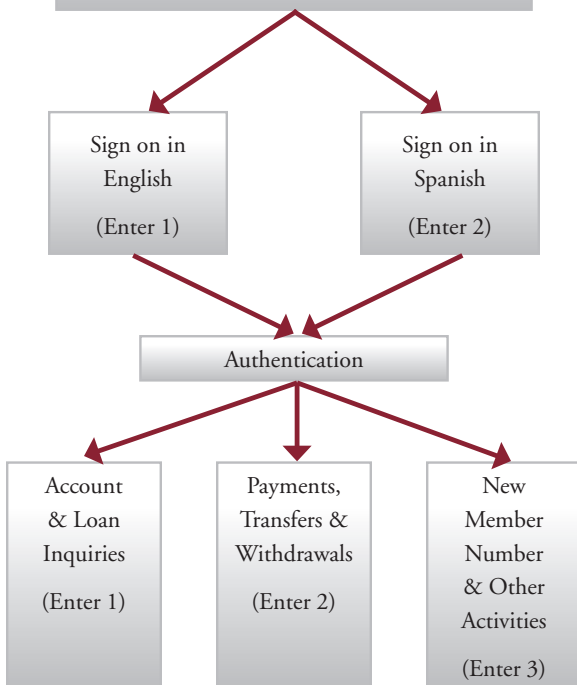 Sign on in
English
(Enter 1)
Sign on in
Spanish
(Enter 2)
Authentication
Account
& Loan
Inquiries
(Enter 1)
Payments,
Transfers &
Withdrawals
(Enter 2)
New
Member
Number
& Other
Activities
(Enter 3)